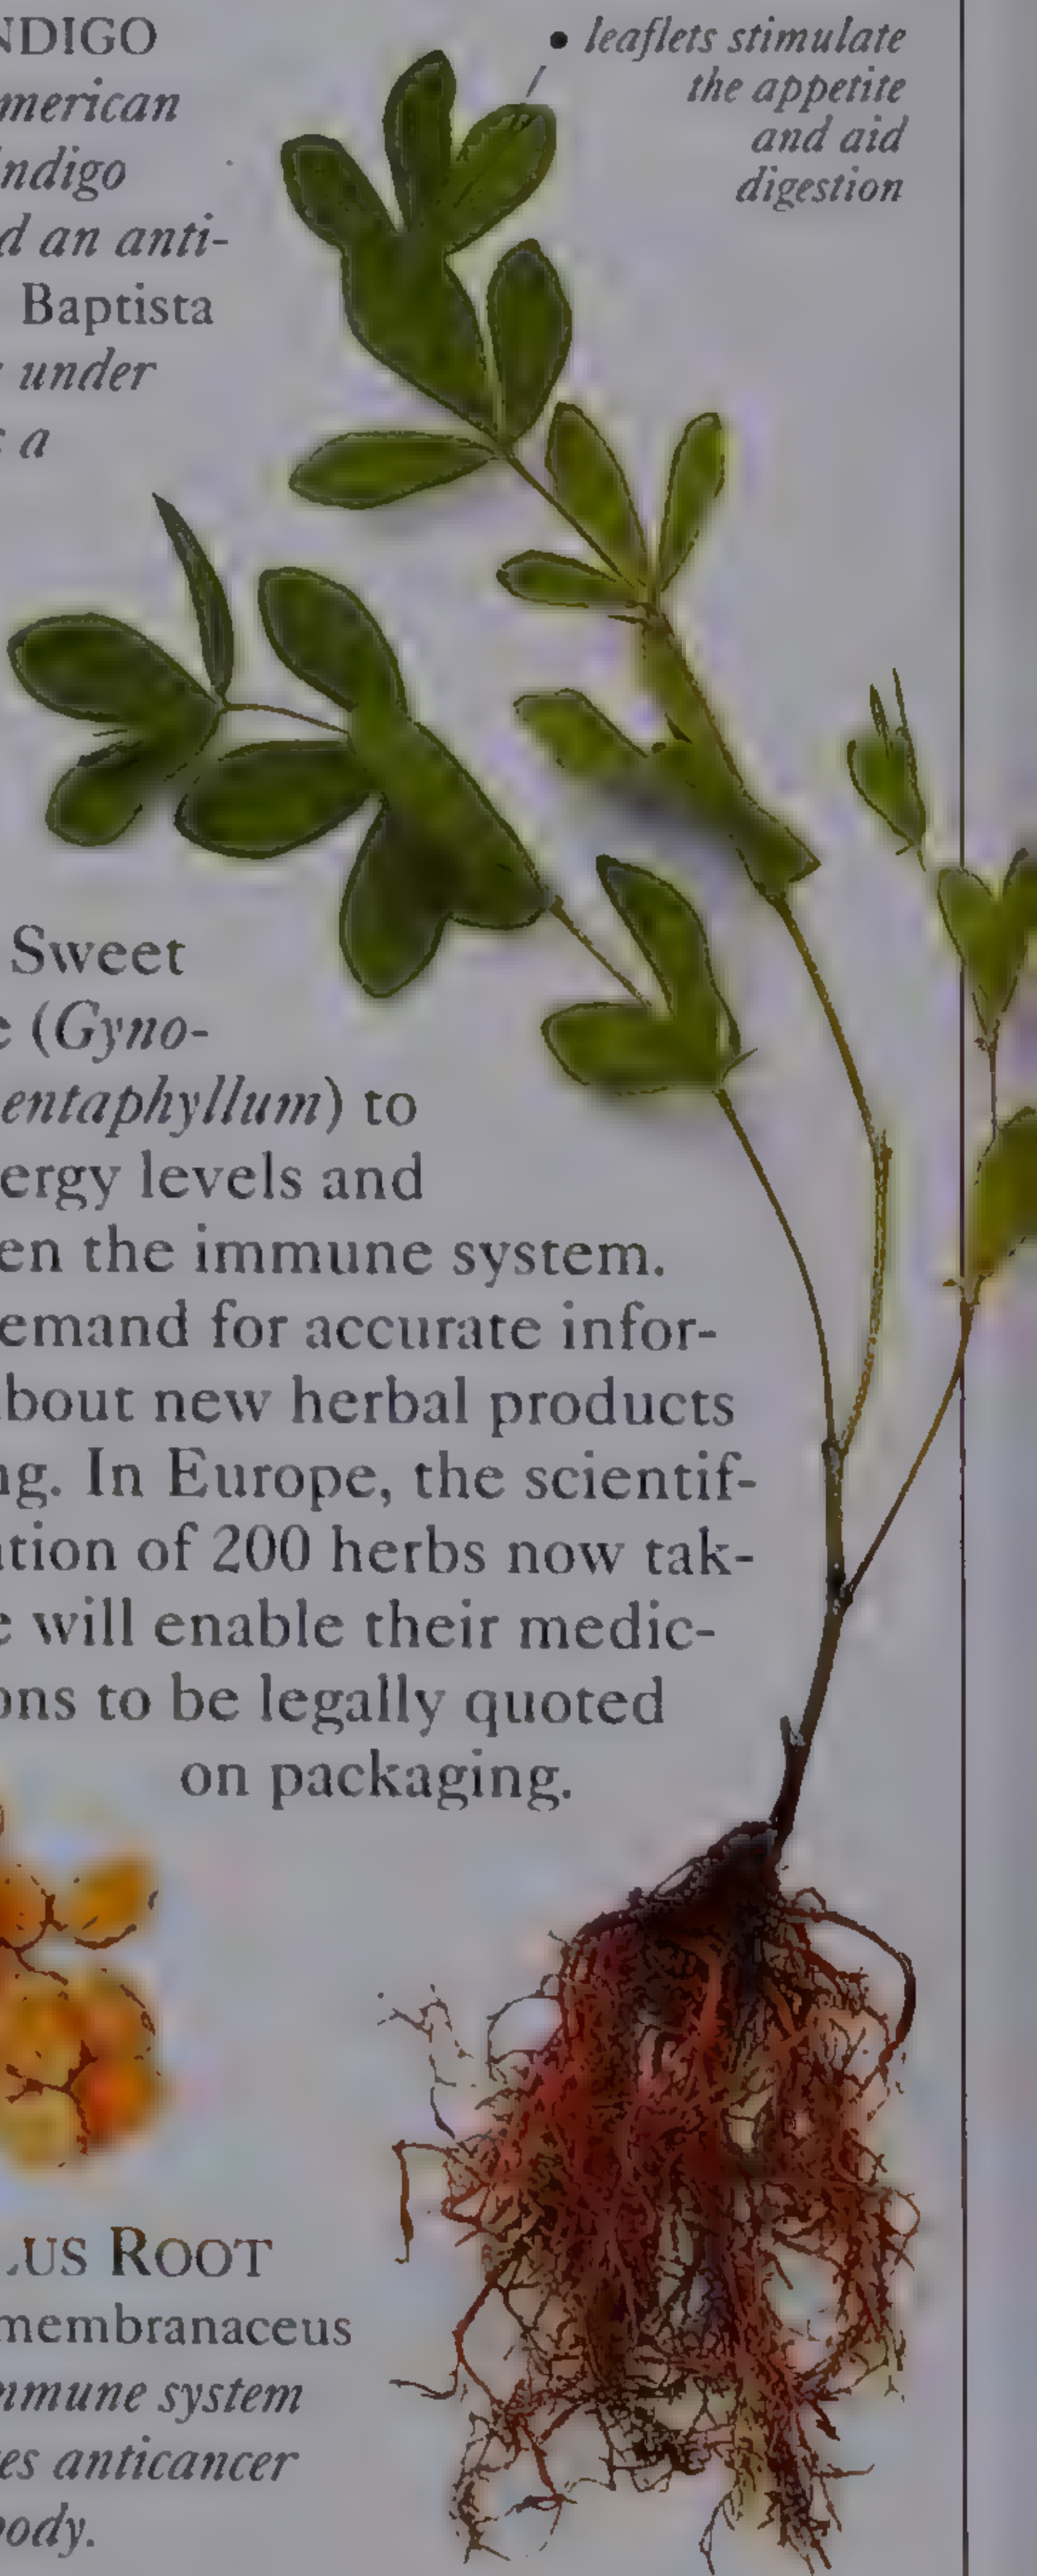 NDIGO
merican
ndigo
d an anti-
Baptista
under
a
• leaflets stimulate
the appetite
and aid
digestion
Sweet
e (Gyno-
entaphyllum) to
ergy levels and
en the immune system.
emand for accurate infor-
bout new herbal products
ng. In Europe, the scientif-
ation of 200 herbs now tak-
e will enable their medic-
ons to be legally quoted
on packaging.
LUS ROOT
membranaceus
mmune system
es anticancer
body.